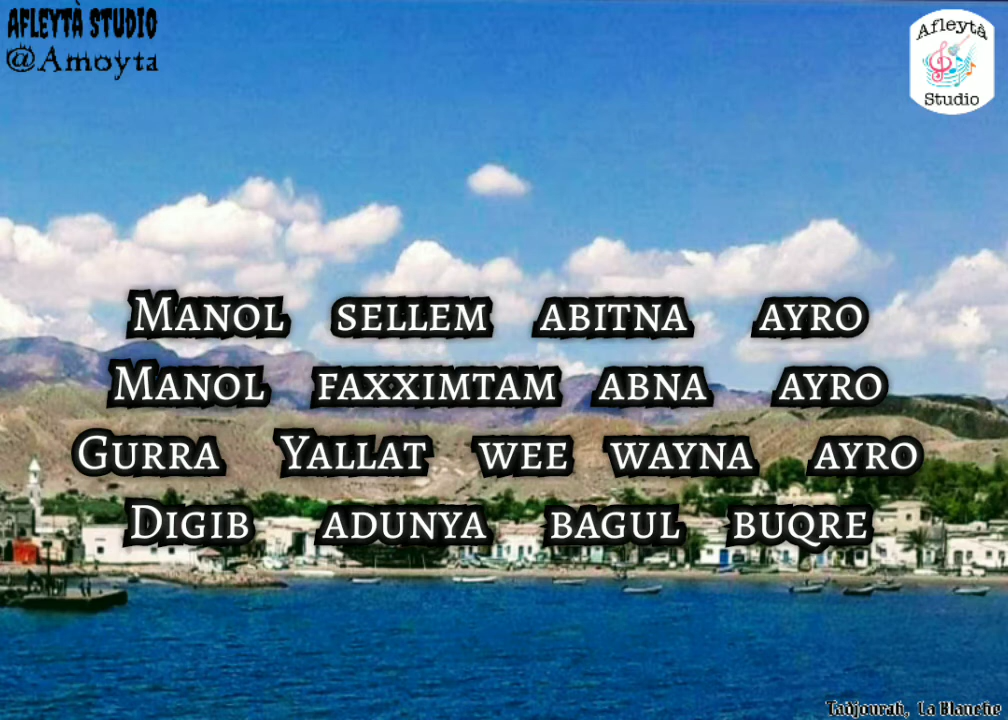 AFLEYTÀ STUDIO
@Amoyta
Afleytà
Studio
Manol sellem abitna ayro
Manol faxximtam abna ayro
Gurra Yallat wee wayna ayro
Digib adunya bagul buqre
Tadjourah, La Blanche